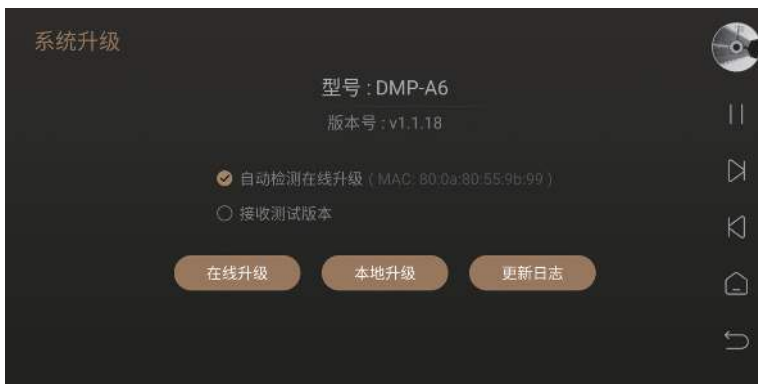 系统升级
型号 : DMP-A6
版本号 : v1.1.18
自动检测在线升级 ( MAC: 80:0a:80:55:9b:99 )
接收测试版本
在线升级
本地升级
更新日志